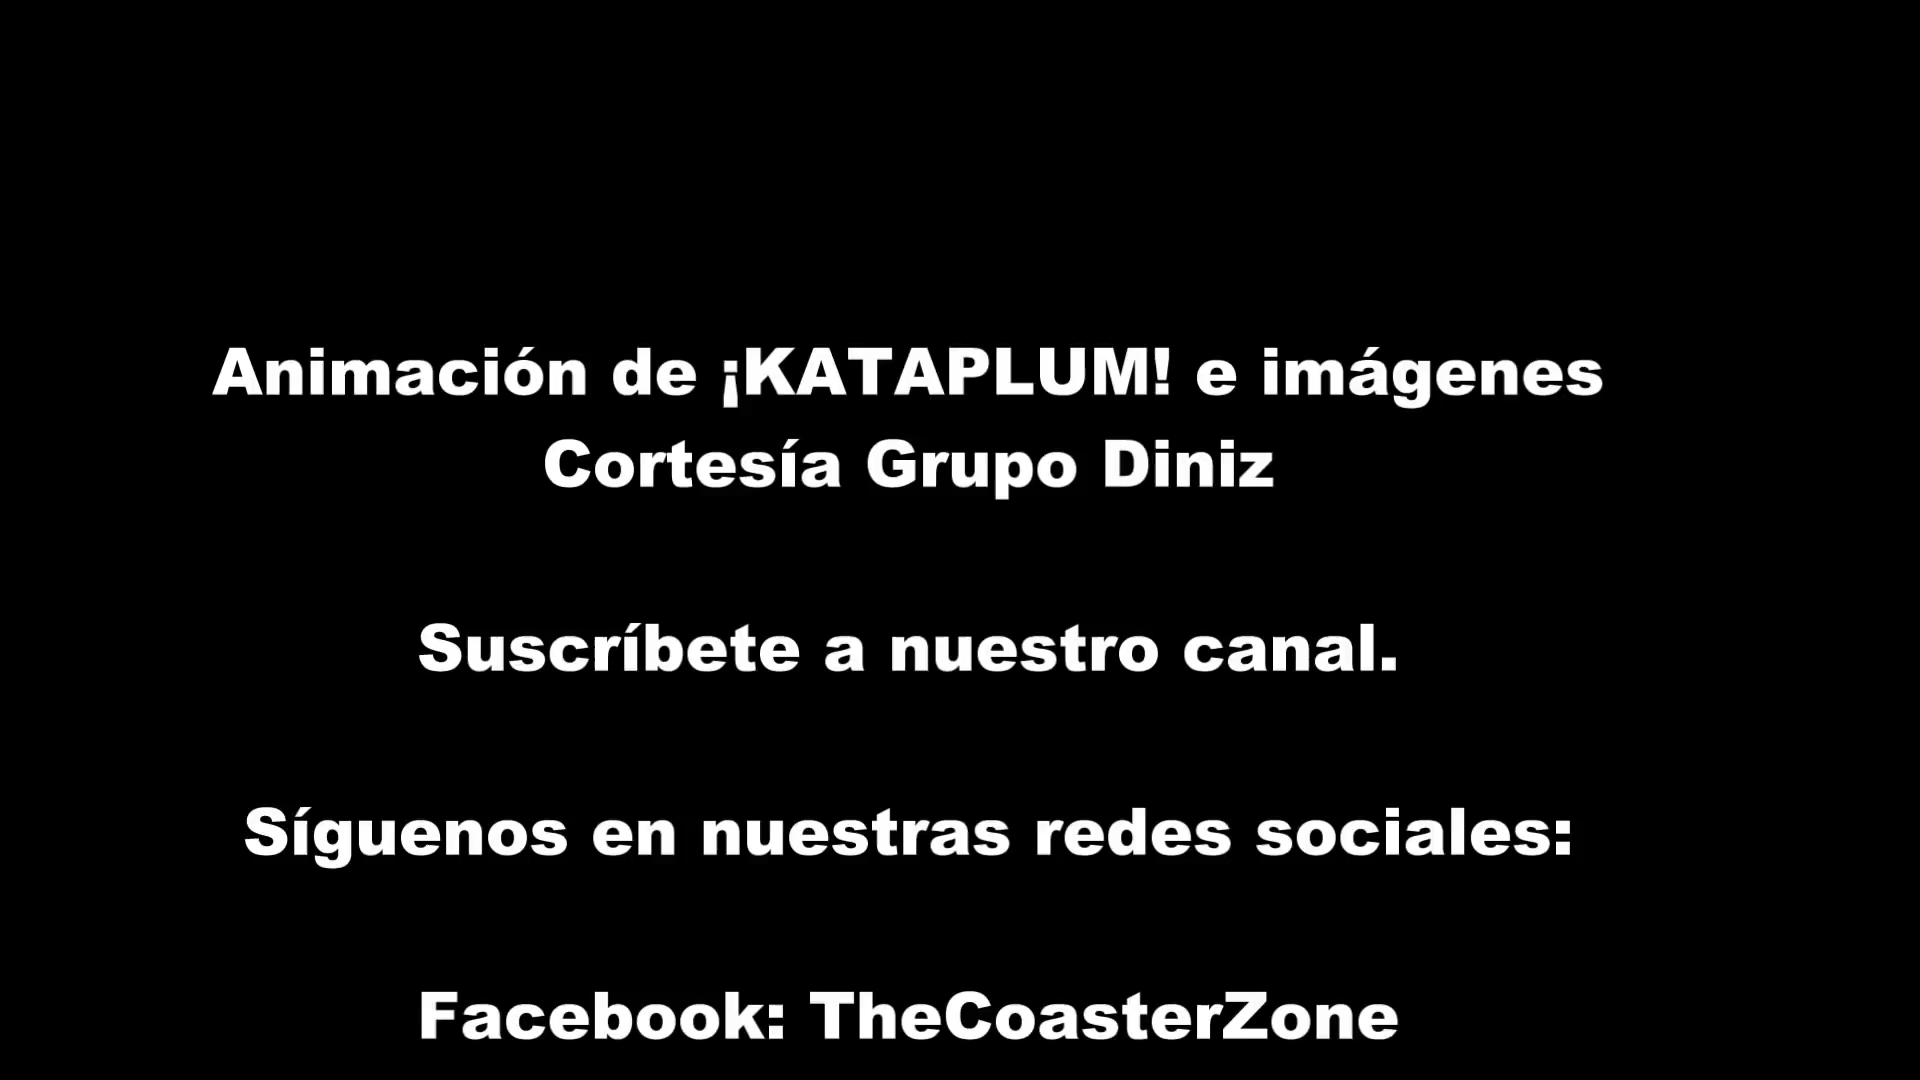 Animación de ¡KATAPLUM! e imágenes
Cortesía Grupo Diniz
Suscríbete a nuestro canal.
Síguenos en nuestras redes sociales:
Facebook: TheCoasterZone